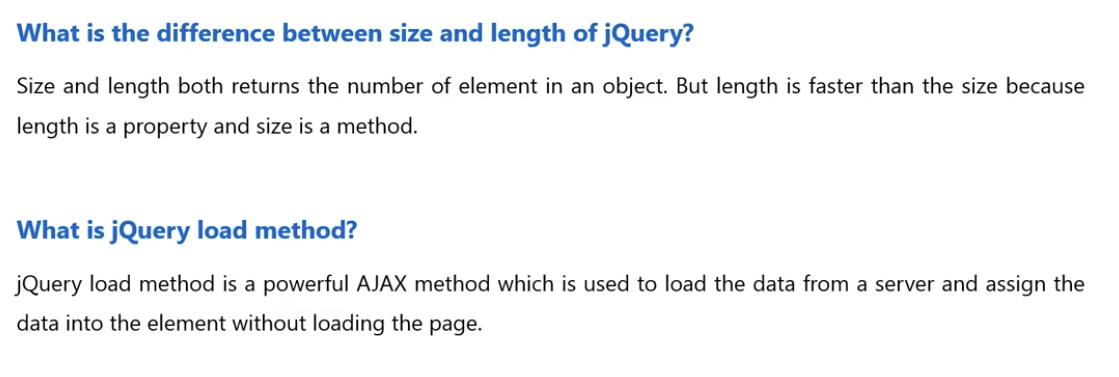 What is the difference between size and length of jQuery?
Size and length both returns the number of element in an object. But length is faster than the size because
length is a property and size is a method.
What is jQuery load method?
jQuery load method is a powerful AJAX method which is used to load the data from a server and assign the
data into the element without loading the page.